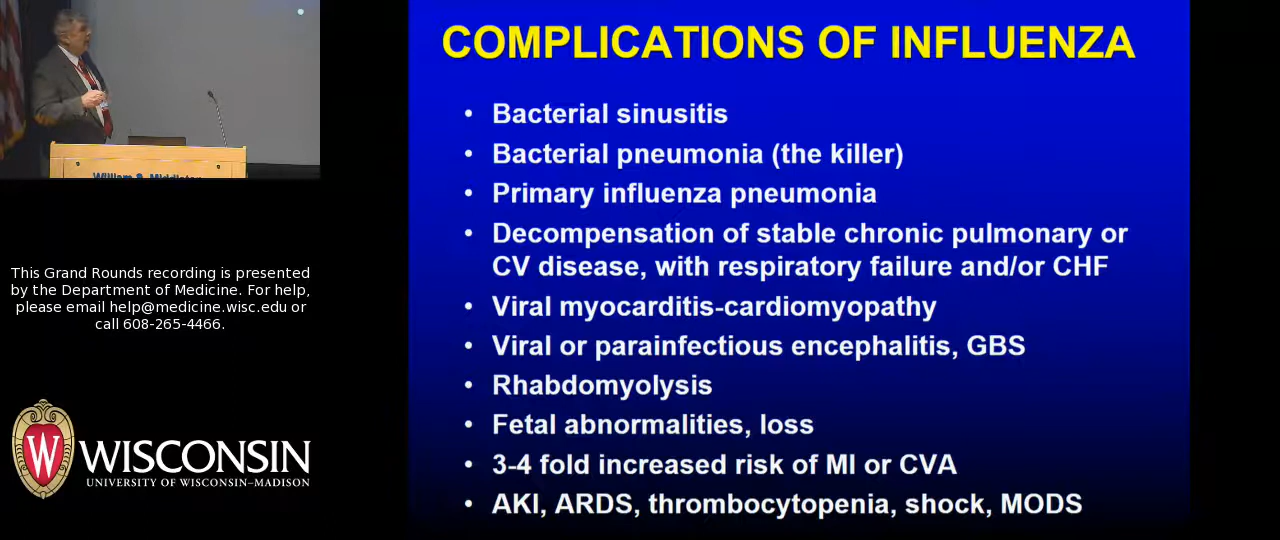 COMPLICATIONS OF INFLUENZA
• Bacterial sinusitis
• Bacterial pneumonia (the killer)
• Primary influenza pneumonia
• Decompensation of stable chronic pulmonary or
CV disease, with respiratory failure and/or CHF
• Viral myocarditis-cardiomyopathy
• Viral or parainfectious encephalitis, GBS
• Rhabdomyolysis
• Fetal abnormalities, loss
• 3-4 fold increased risk of MI or CVA
• AKI, ARDS, thrombocytopenia, shock, MODS
William S. Middleton
This Grand Rounds recording is presented
by the Department of Medicine. For help,
please email help@medicine.wisc.edu or
call 608-265-4466.
W
WISCONSIN
UNIVERSITY OF WISCONSIN–MADISON